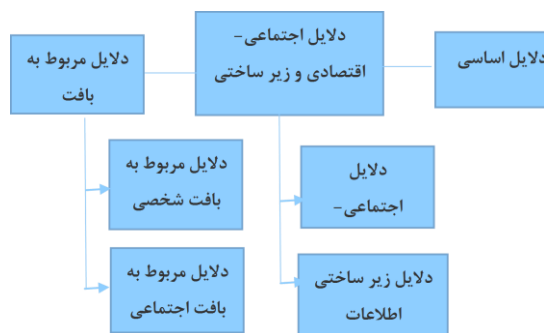 دلایل اساسی
دلایل اجتماعی-
اقتصادی و زیر ساختی
دلایل مربوط به
بافت
دلایل
اجتماعی-
دلایل زیر ساختی
اطلاعات
دلایل مربوط به
بافت شخصی
دلایل مربوط به
بافت اجتماعی